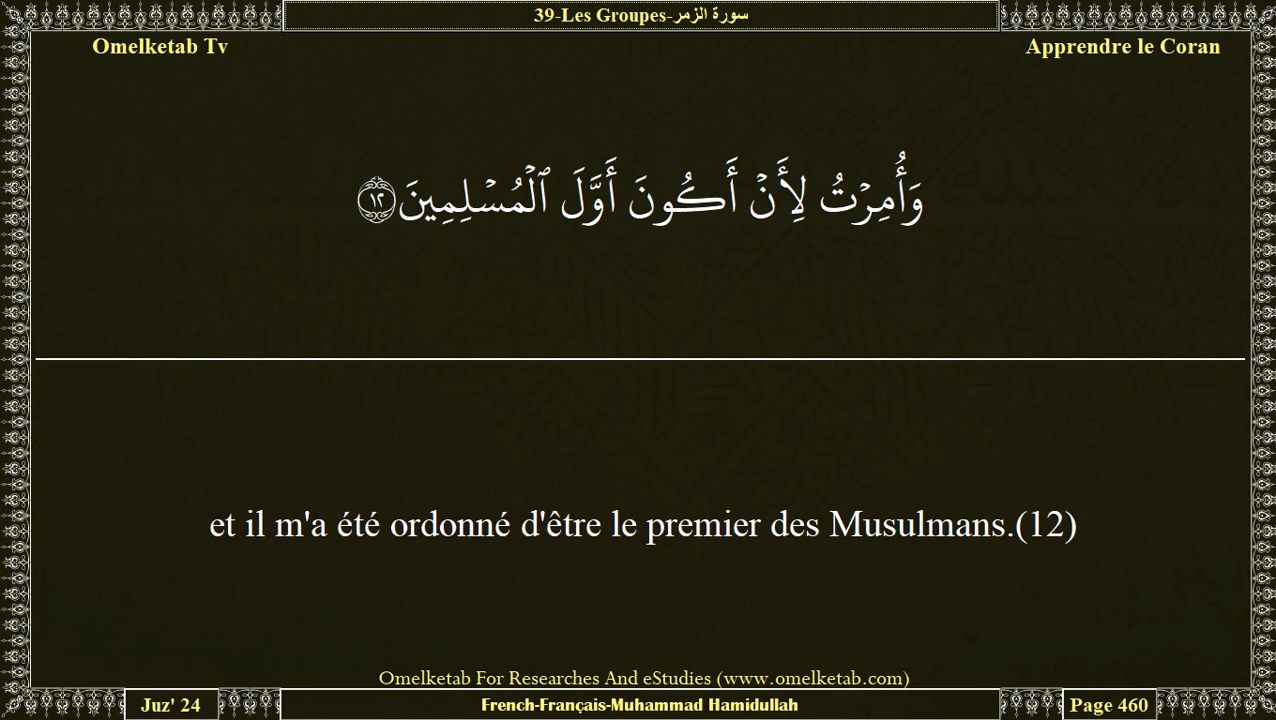 39-Les Groupes-سورة الزمر
Omelketab Tv
Apprendre le Coran
وَأُمِرۡتُ لِأَنۡ أَكُونَ أَوَّلَ ٱلۡمُسۡلِمِينَ ١٢
et il m'a été ordonné d'être le premier des Musulmans.(12)
Omelketab For Researches And eStudies (www.omelketab.com)
Juz' 24
French-Français-Muhammad Hamidullah
Page 460